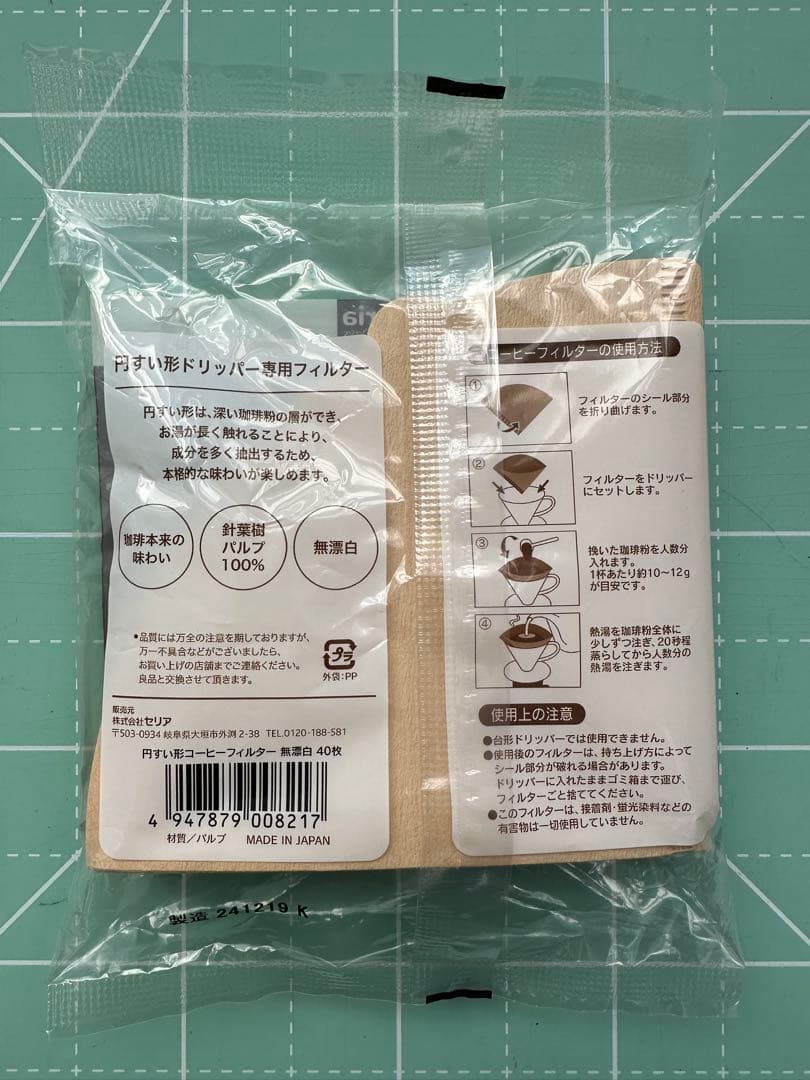 円すい形ドリッパー専用フィルター
円すい形は、深い珈琲粉の層ができ、
お湯が長く触れることにより、
成分を多く抽出するため、
本格的な味わいが楽しめます。
珈琲本来の
味わい
針葉樹
パルプ
100%
無漂白
●品質には万全の注意を期しておりますが、
万一不具合などがございましたら、
お買い上げの店舗までご連絡ください。
良品と交換させて頂きます。
プラ
外袋:PP
販売元
株式会社セリア
〒503-0934 岐阜県大垣市外渕 2-38 TEL.0120-188-581
円すい形コーヒーフィルター 無漂白 40枚
4 947879 008217
材質/パルプ MADE IN JAPAN
コーヒーフィルターの使用方法
①
フィルターのシール部分
を折り曲げます。
②
フィルターをドリッパー
にセットします。
③
挽いた珈琲粉を人数分
入れます。
1杯あたり約10〜12g
が目安です。
④
熱湯を珈琲粉全体に
少しずつ注ぎ、20秒程
蒸らしてから人数分の
熱湯を注ぎます。
使用上の注意
●台形ドリッパーでは使用できません。
●使用後のフィルターは、持ち上げ方によって
シール部分が破れる場合があります。
ドリッパーに入れたままゴミ箱まで運び、
フィルターごと捨ててください。
●このフィルターは、接着剤・蛍光染料などの
有害物は一切使用していません。
製造 241219 K